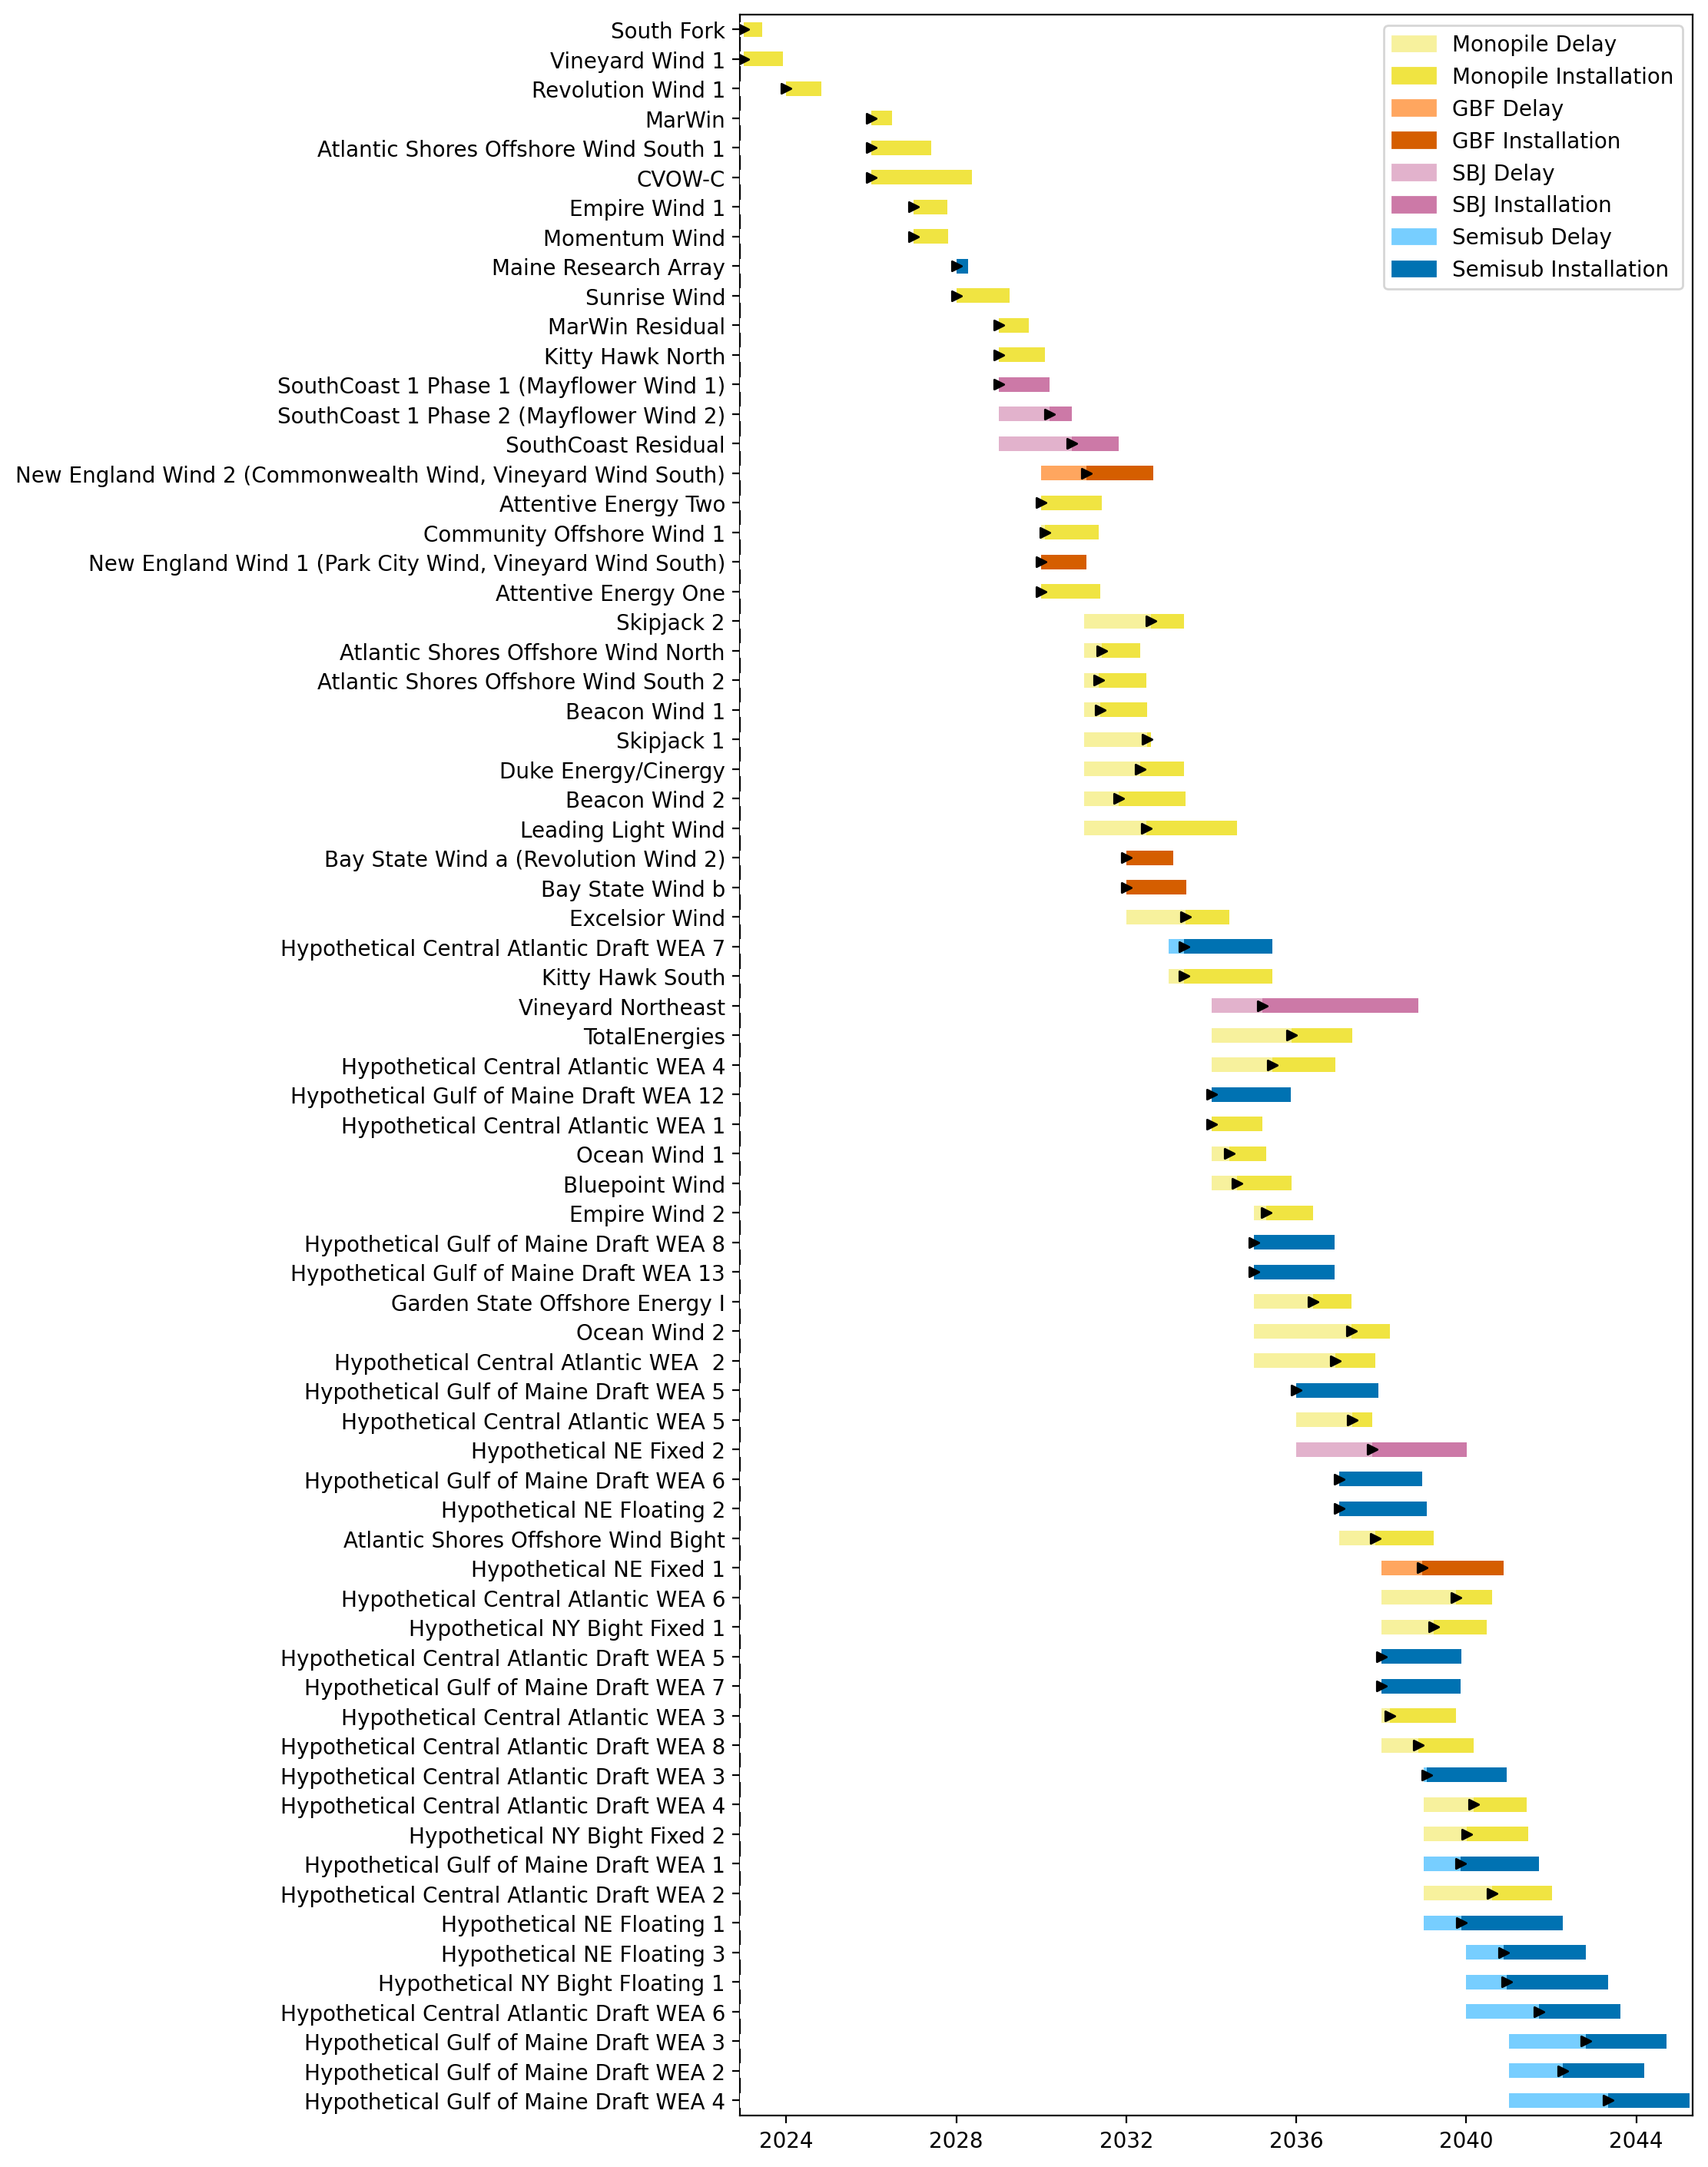 South Fork
Vineyard Wind 1
Revolution Wind 1
MarWin
Atlantic Shores Offshore Wind South 1
CVOW-C
Empire Wind 1
Momentum Wind
Maine Research Array
Sunrise Wind
MarWin Residual
Kitty Hawk North
SouthCoast 1 Phase 1 (Mayflower Wind 1)
SouthCoast 1 Phase 2 (Mayflower Wind 2)
SouthCoast Residual
New England Wind 2 (Commonwealth Wind, Vineyard Wind South)
Attentive Energy Two
Community Offshore Wind 1
New England Wind 1 (Park City Wind, Vineyard Wind South)
Attentive Energy One
Skipjack 2
Atlantic Shores Offshore Wind North
Atlantic Shores Offshore Wind South 2
Beacon Wind 1
Skipjack 1
Duke Energy/Cinergy
Beacon Wind 2
Leading Light Wind
Bay State Wind a (Revolution Wind 2)
Bay State Wind b
Excelsior Wind
Hypothetical Central Atlantic Draft WEA 7
Kitty Hawk South
Vineyard Northeast
TotalEnergies
Hypothetical Central Atlantic WEA 4
Hypothetical Gulf of Maine Draft WEA 12
Hypothetical Central Atlantic WEA 1
Ocean Wind 1
Bluepoint Wind
Empire Wind 2
Hypothetical Gulf of Maine Draft WEA 8
Hypothetical Gulf of Maine Draft WEA 13
Garden State Offshore Energy I
Ocean Wind 2
Hypothetical Central Atlantic WEA  2
Hypothetical Gulf of Maine Draft WEA 5
Hypothetical Central Atlantic WEA 5
Hypothetical NE Fixed 2
Hypothetical Gulf of Maine Draft WEA 6
Hypothetical NE Floating 2
Atlantic Shores Offshore Wind Bight
Hypothetical NE Fixed 1
Hypothetical Central Atlantic WEA 6
Hypothetical NY Bight Fixed 1
Hypothetical Central Atlantic Draft WEA 5
Hypothetical Gulf of Maine Draft WEA 7
Hypothetical Central Atlantic WEA 3
Hypothetical Central Atlantic Draft WEA 8
Hypothetical Central Atlantic Draft WEA 3
Hypothetical Central Atlantic Draft WEA 4
Hypothetical NY Bight Fixed 2
Hypothetical Gulf of Maine Draft WEA 1
Hypothetical Central Atlantic Draft WEA 2
Hypothetical NE Floating 1
Hypothetical NE Floating 3
Hypothetical NY Bight Floating 1
Hypothetical Central Atlantic Draft WEA 6
Hypothetical Gulf of Maine Draft WEA 3
Hypothetical Gulf of Maine Draft WEA 2
Hypothetical Gulf of Maine Draft WEA 4
Monopile Delay
Monopile Installation
GBF Delay
GBF Installation
SBJ Delay
SBJ Installation
Semisub Delay
Semisub Installation
2024 2028 2032 2036 2040 2044